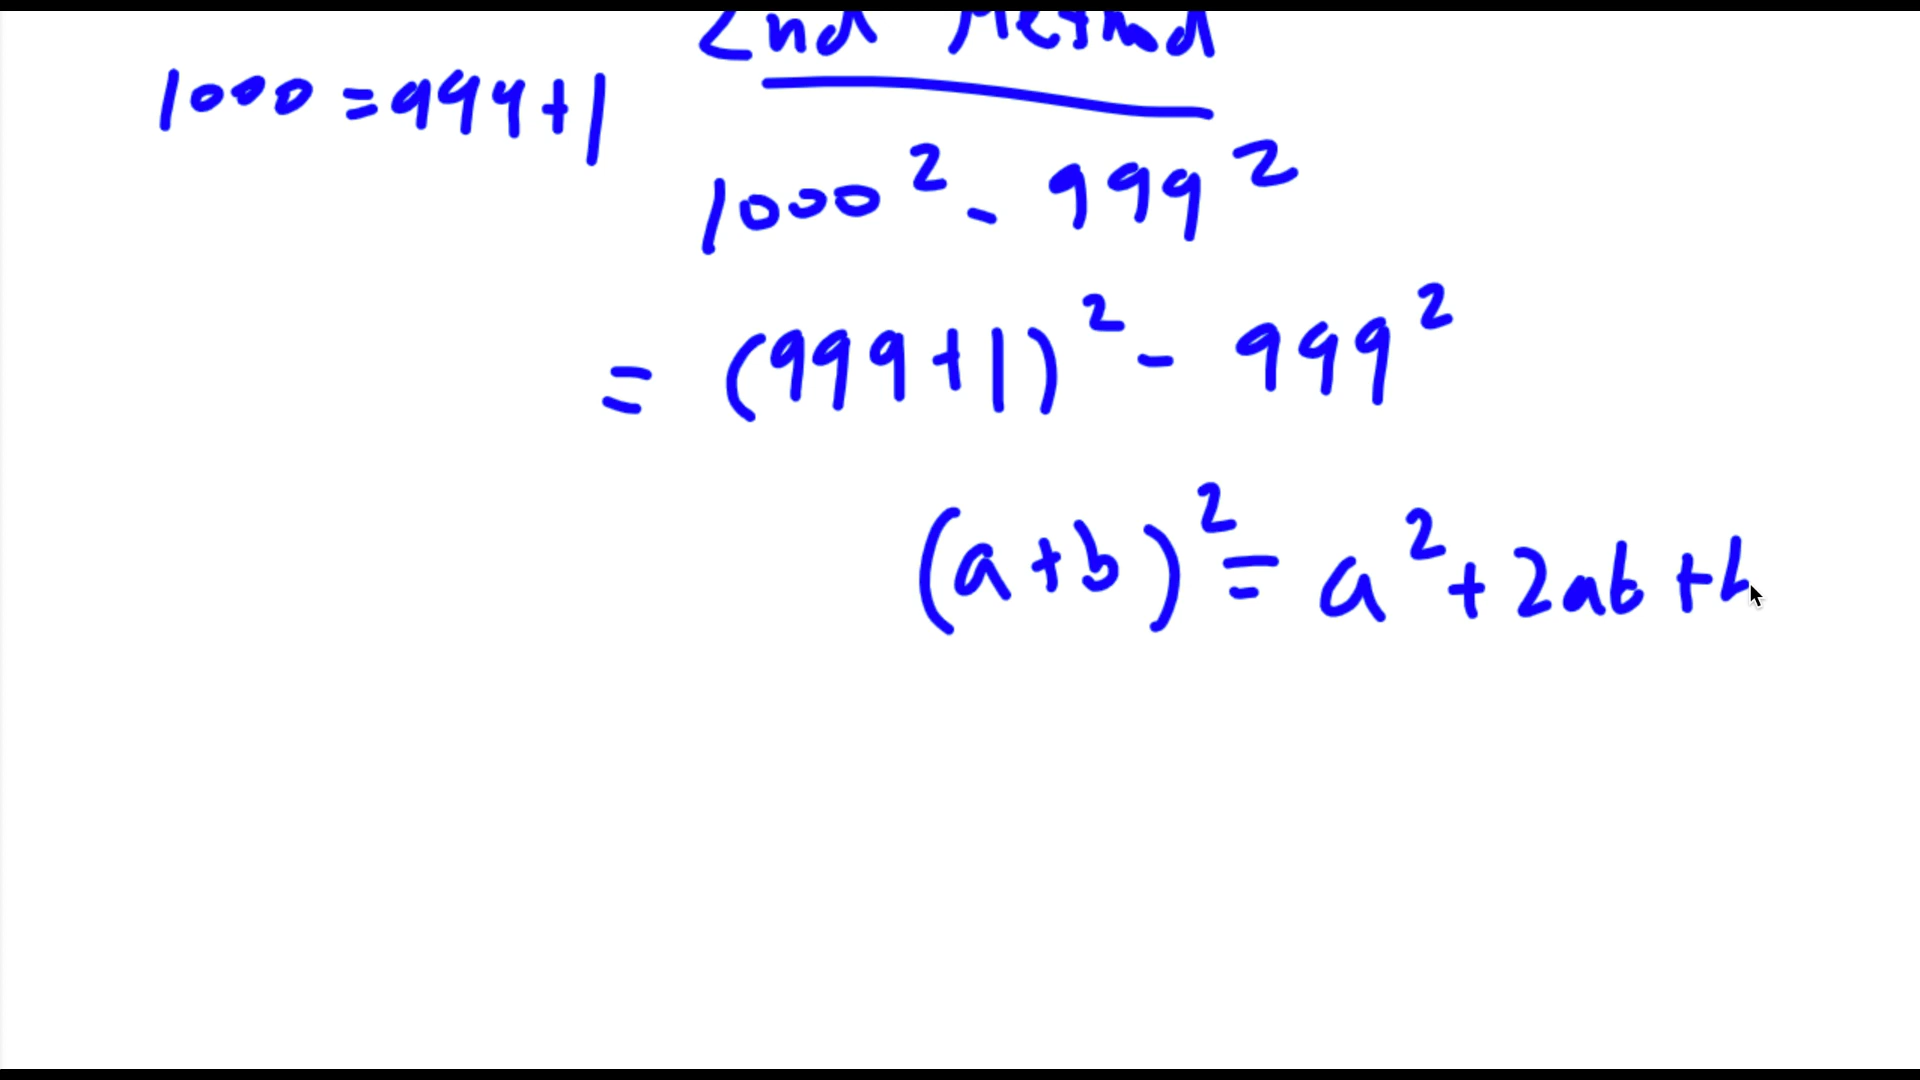 2nd Method
1000 = 999 + 1
1000² - 999²
= (999 + 1)² - 999²
(a + b)² = a² + 2ab + b